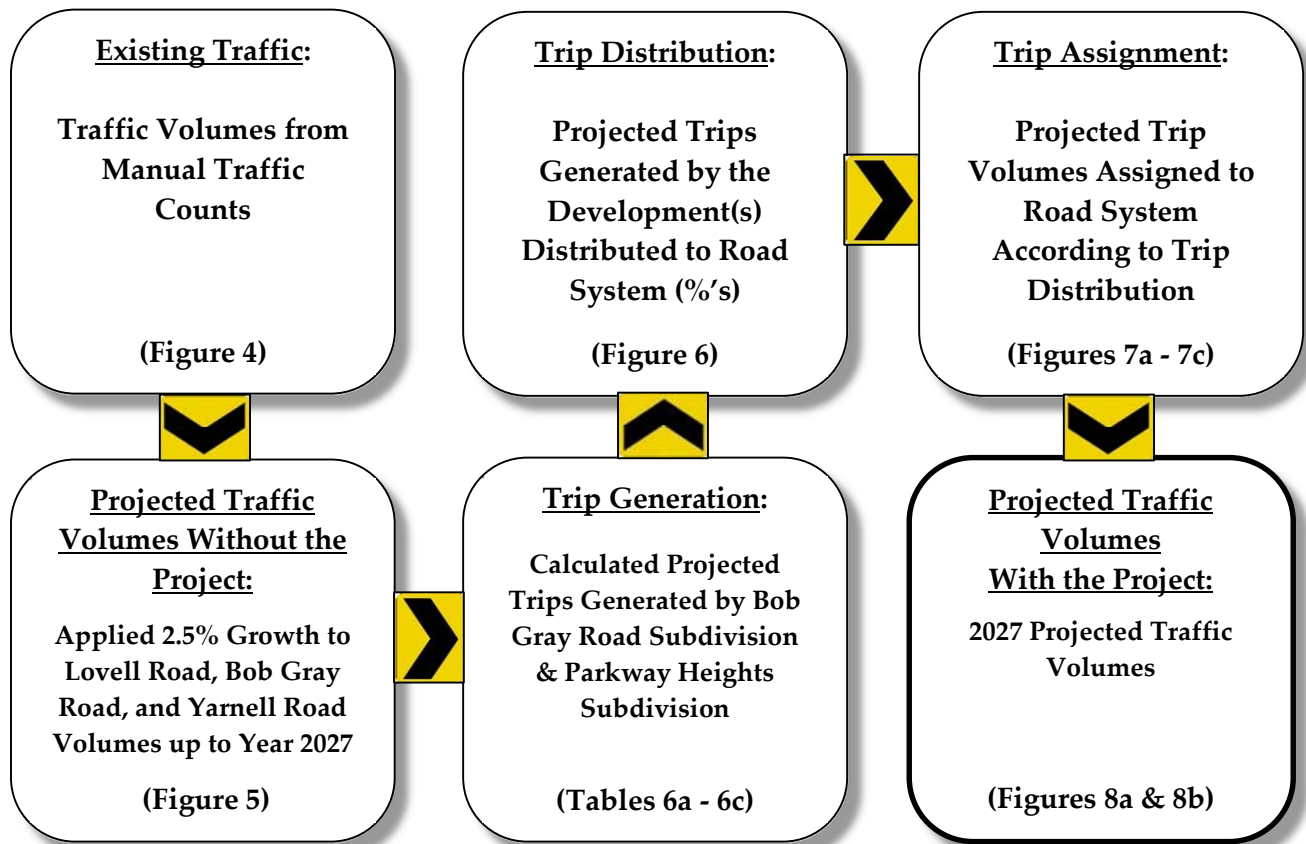 Existing Traffic:
Traffic Volumes from
Manual Traffic
Counts
(Figure 4)
Projected Traffic
Volumes Without the
Project:
Applied 2.5% Growth to
Lovell Road, Bob Gray
Road, and Yarnell Road
Volumes up to Year 2027
(Figure 5)
Trip Generation:
Calculated Projected
Trips Generated by Bob
Gray Road Subdivision
& Parkway Heights
Subdivision
(Tables 6a - 6c)
Trip Distribution:
Projected Trips
Generated by the
Development(s)
Distributed to Road
System (%’s)
(Figure 6)
Trip Assignment:
Projected Trip
Volumes Assigned to
Road System
According to Trip
Distribution
(Figures 7a - 7c)
Projected Traffic
Volumes
With the Project:
2027 Projected Traffic
Volumes
(Figures 8a & 8b)